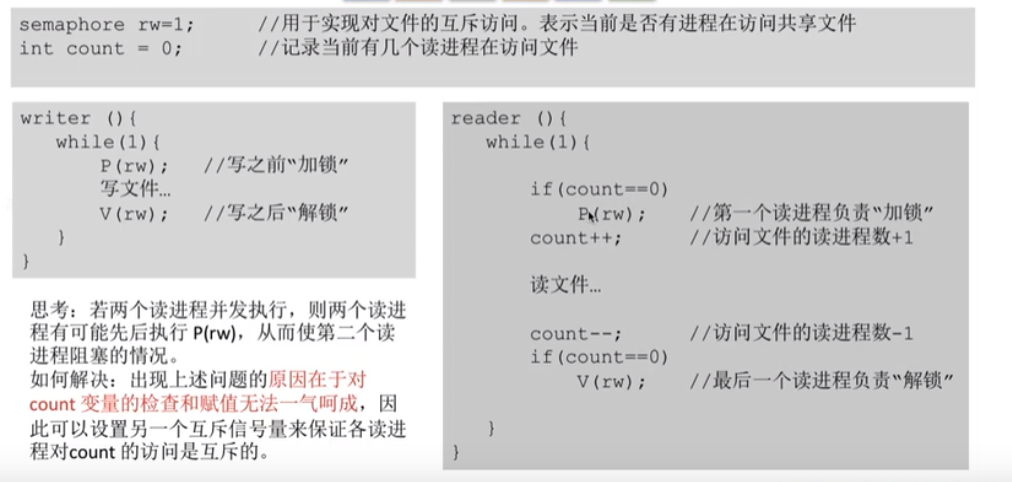 semaphore rw=1; //用于实现对文件的互斥访问。表示当前是否有进程在访问共享文件
int count = 0; //记录当前有几个读进程在访问文件
writer (){
while(1){
P(rw); //写之前“加锁”
写文件…
V(rw); //写之后“解锁”
}
}
思考：若两个读进程并发执行，则两个读进
程有可能先后执行 P(rw)，从而使第二个读
进程阻塞的情况。
如何解决：出现上述问题的原因在于对
count 变量的检查和赋值无法一气呵成，因
此可以设置另一个互斥信号量来保证各读进
程对count 的访问是互斥的。
reader (){
while(1){
if(count==0)
P(rw); //第一个读进程负责“加锁”
count++; //访问文件的读进程数+1
读文件…
count--; //访问文件的读进程数-1
if(count==0)
V(rw); //最后一个读进程负责“解锁”
}
}